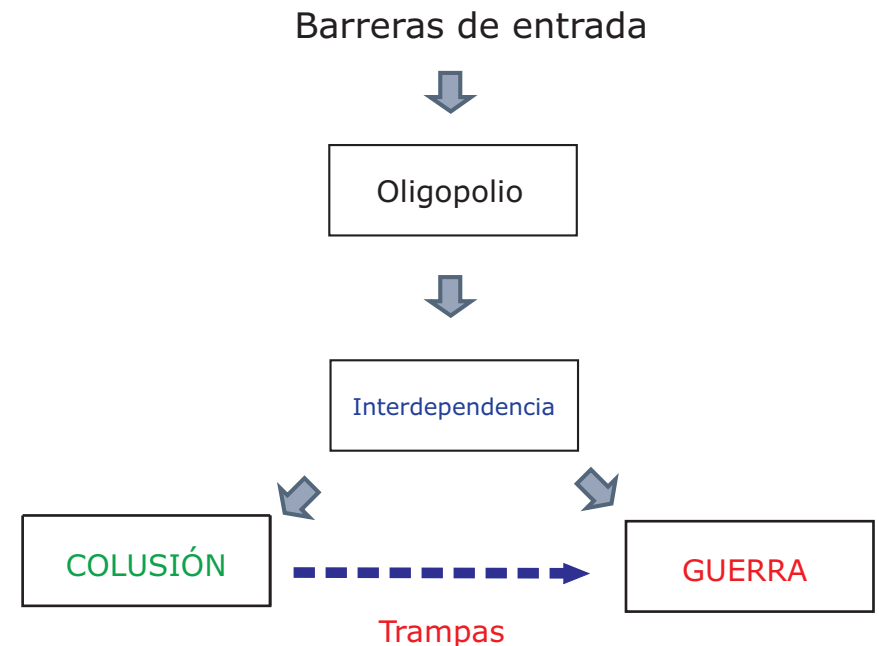 Barreras de entrada
Oligopolio
Interdependencia
COLUSIÓN
GUERRA
Trampas